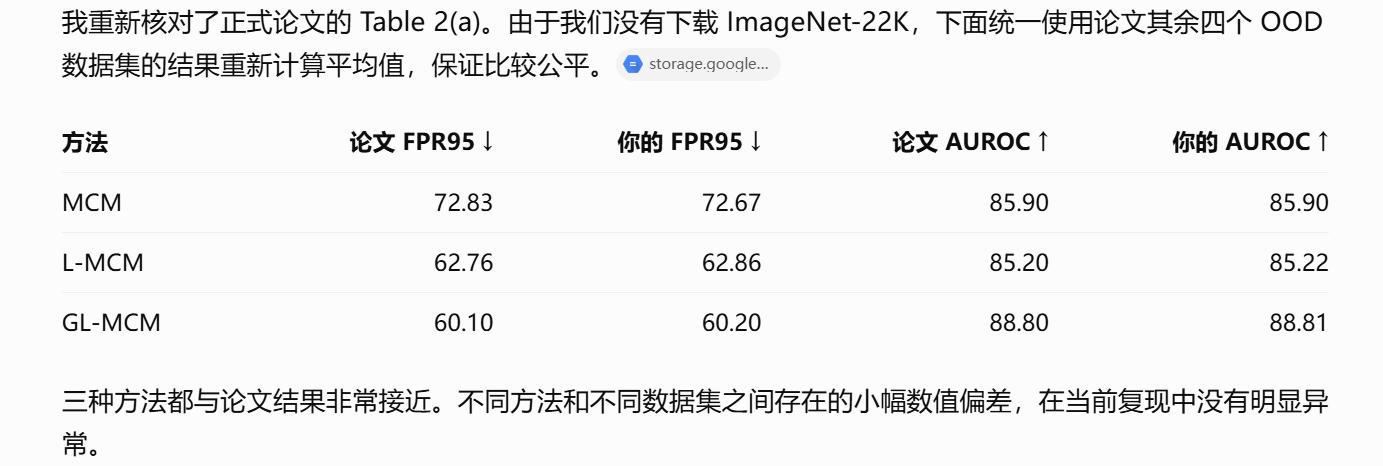 我重新核对了正式论文的 Table 2(a)。由于我们没有下载 ImageNet-22K，下面统一使用论文其余四个 OOD
数据集的结果重新计算平均值，保证比较公平。 storage.google...
方法 论文 FPR95 ↓ 你的 FPR95 ↓ 论文 AUROC ↑ 你的 AUROC ↑
MCM 72.83 72.67 85.90 85.90
L-MCM 62.76 62.86 85.20 85.22
GL-MCM 60.10 60.20 88.80 88.81
三种方法都与论文结果非常接近。不同方法和不同数据集之间存在的小幅数值偏差，在当前复现中没有明显异
常。